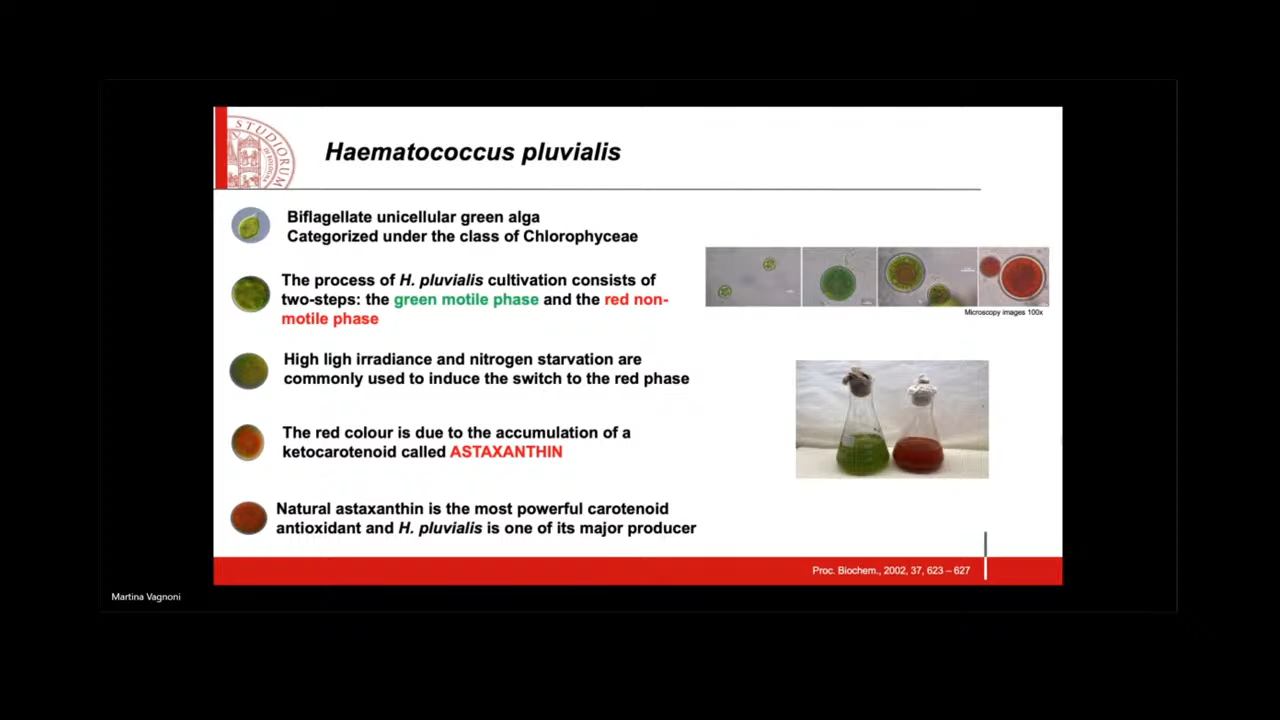 STUDIORUM
Haematococcus pluvialis
Biflagellate unicellular green alga
Categorized under the class of Chlorophyceae
The process of H. pluvialis cultivation consists of
two-steps: the green motile phase and the red non-
motile phase
High ligh irradiance and nitrogen starvation are
commonly used to induce the switch to the red phase
The red colour is due to the accumulation of a
ketocarotenoid called ASTAXANTHIN
Natural astaxanthin is the most powerful carotenoid
antioxidant and H. pluvialis is one of its major producer
Microscopy images 100x
Proc. Biochem., 2002, 37, 623 – 627
Martina Vagnoni